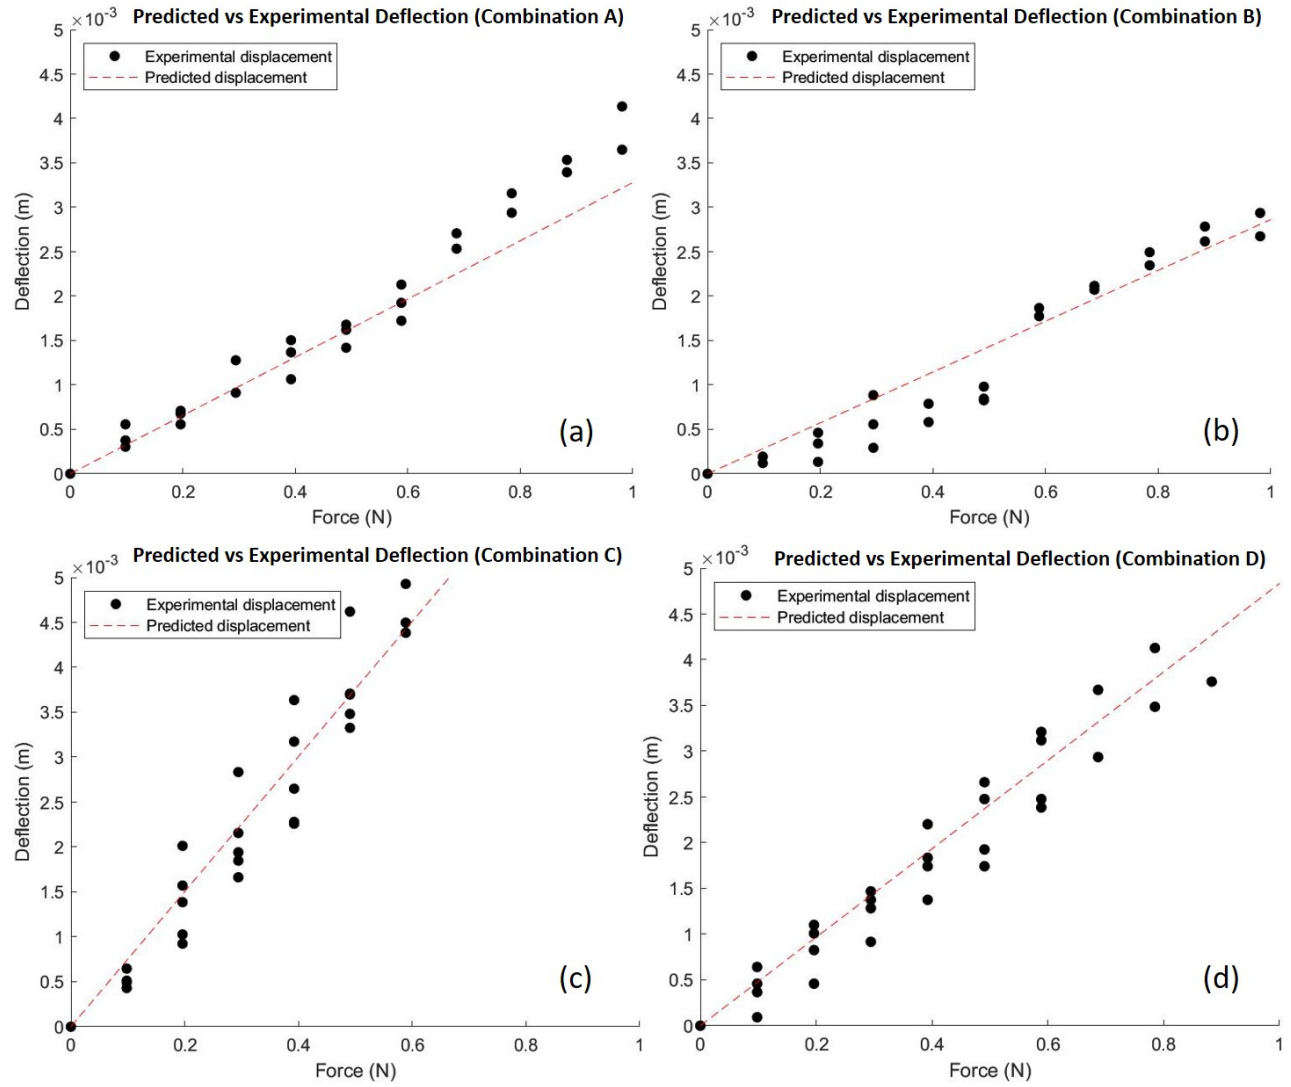 Predicted vs Experimental Deflection (Combination A)
×10⁻³
5
4.5
4
3.5
3
2.5
2
1.5
1
0.5
0
Deflection (m)
Experimental displacement
Predicted displacement
(a)
0 0.2 0.4 0.6 0.8 1
Force (N)
Predicted vs Experimental Deflection (Combination B)
×10⁻³
5
4.5
4
3.5
3
2.5
2
1.5
1
0.5
0
Deflection (m)
Experimental displacement
Predicted displacement
(b)
0 0.2 0.4 0.6 0.8 1
Force (N)
Predicted vs Experimental Deflection (Combination C)
×10⁻³
5
4.5
4
3.5
3
2.5
2
1.5
1
0.5
0
Deflection (m)
Experimental displacement
Predicted displacement
(c)
0 0.2 0.4 0.6 0.8 1
Force (N)
Predicted vs Experimental Deflection (Combination D)
×10⁻³
5
4.5
4
3.5
3
2.5
2
1.5
1
0.5
0
Deflection (m)
Experimental displacement
Predicted displacement
(d)
0 0.2 0.4 0.6 0.8 1
Force (N)